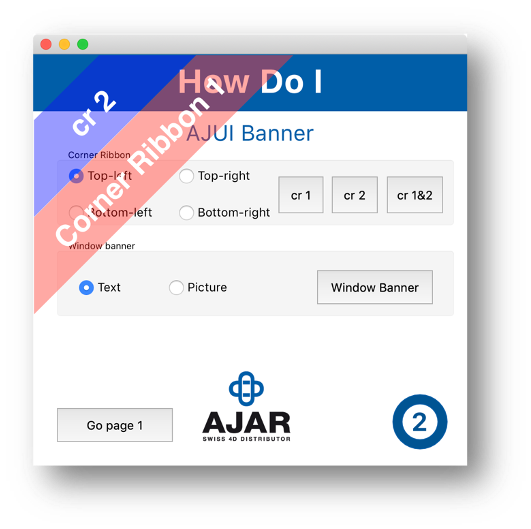 How Do I
cr 2
Corner Ribbon 1
AJUI Banner
Corner Ribbon
Top-left
Top-right
Bottom-left
Bottom-right
cr 1
cr 2
cr 1&2
Window banner
Text
Picture
Window Banner
Go page 1
AJAR
SWISS 4D DISTRIBUTOR
2